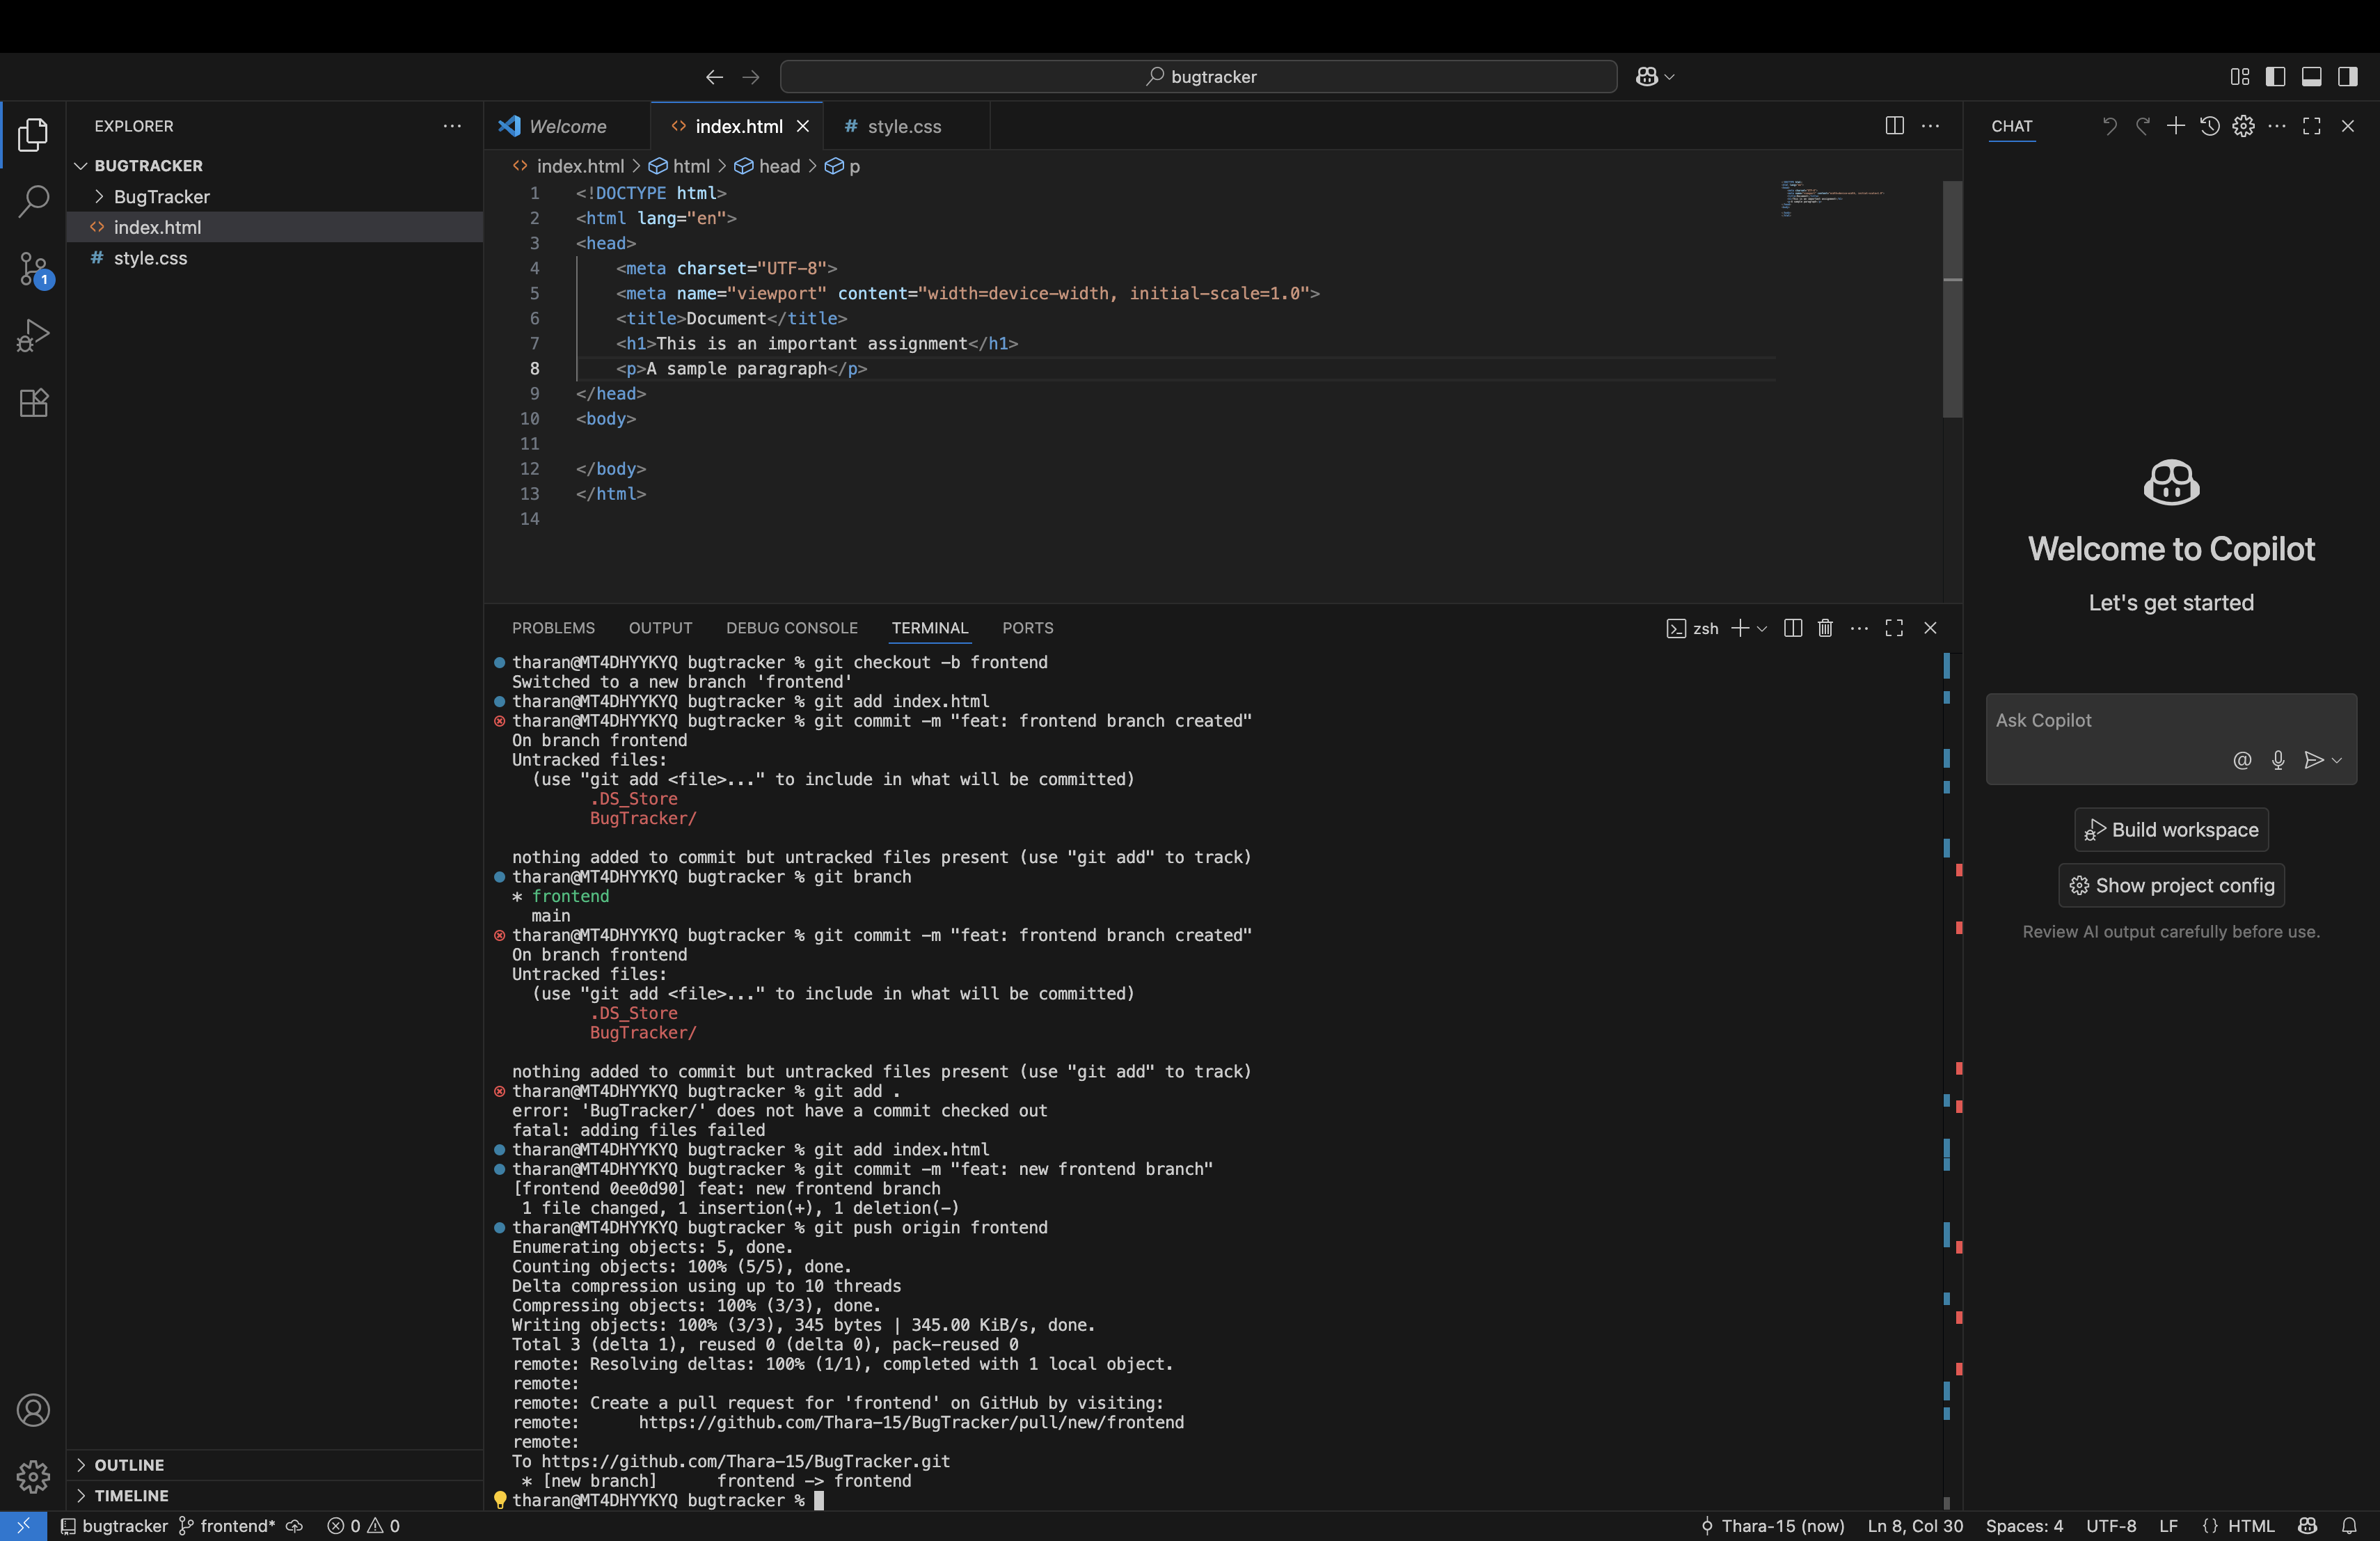 bugtracker
EXPLORER
BUGTRACKER
BugTracker
index.html
style.css
OUTLINE
TIMELINE
Welcome
index.html
style.css
index.html > html > head > p
1 <!DOCTYPE html>
2 <html lang="en">
3 <head>
4 <meta charset="UTF-8">
5 <meta name="viewport" content="width=device-width, initial-scale=1.0">
6 <title>Document</title>
7 <h1>This is an important assignment</h1>
8 <p>A sample paragraph</p>
9 </head>
10 <body>
11
12 </body>
13 </html>
14
PROBLEMS OUTPUT DEBUG CONSOLE TERMINAL PORTS
zsh
tharan@MT4DHYYKYQ bugtracker % git checkout -b frontend
Switched to a new branch 'frontend'
tharan@MT4DHYYKYQ bugtracker % git add index.html
tharan@MT4DHYYKYQ bugtracker % git commit -m "feat: frontend branch created"
On branch frontend
Untracked files:
(use "git add <file>..." to include in what will be committed)
.DS_Store
BugTracker/
nothing added to commit but untracked files present (use "git add" to track)
tharan@MT4DHYYKYQ bugtracker % git branch
* frontend
main
tharan@MT4DHYYKYQ bugtracker % git commit -m "feat: frontend branch created"
On branch frontend
Untracked files:
(use "git add <file>..." to include in what will be committed)
.DS_Store
BugTracker/
nothing added to commit but untracked files present (use "git add" to track)
tharan@MT4DHYYKYQ bugtracker % git add .
error: 'BugTracker/' does not have a commit checked out
fatal: adding files failed
tharan@MT4DHYYKYQ bugtracker % git add index.html
tharan@MT4DHYYKYQ bugtracker % git commit -m "feat: new frontend branch"
[frontend 0ee0d90] feat: new frontend branch
1 file changed, 1 insertion(+), 1 deletion(-)
tharan@MT4DHYYKYQ bugtracker % git push origin frontend
Enumerating objects: 5, done.
Counting objects: 100% (5/5), done.
Delta compression using up to 10 threads
Compressing objects: 100% (3/3), done.
Writing objects: 100% (3/3), 345 bytes | 345.00 KiB/s, done.
Total 3 (delta 1), reused 0 (delta 0), pack-reused 0
remote: Resolving deltas: 100% (1/1), completed with 1 local object.
remote:
remote: Create a pull request for 'frontend' on GitHub by visiting:
remote: https://github.com/Thara-15/BugTracker/pull/new/frontend
remote:
To https://github.com/Thara-15/BugTracker.git
* [new branch] frontend -> frontend
tharan@MT4DHYYKYQ bugtracker %
CHAT
Welcome to Copilot
Let's get started
Ask Copilot
Build workspace
Show project config
Review AI output carefully before use.
bugtracker frontend* 0 0
Thara-15 (now) Ln 8, Col 30 Spaces: 4 UTF-8 LF {} HTML
1